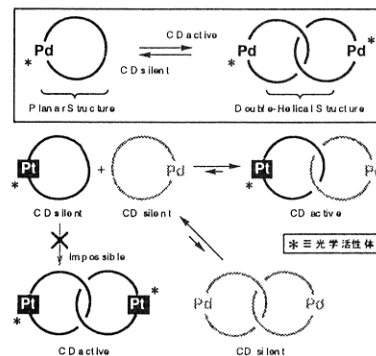 CD active
Pd
*
CD silent
Pd
*
Planar Structure
Double-Helical Structure
Pt
*
+
Pd
Pt
*
Pd
CD silent
CD silent
CD active
Impossible
*≡光学活性体
Pt
*
Pt
*
Pd
Pd
CD active
CD silent